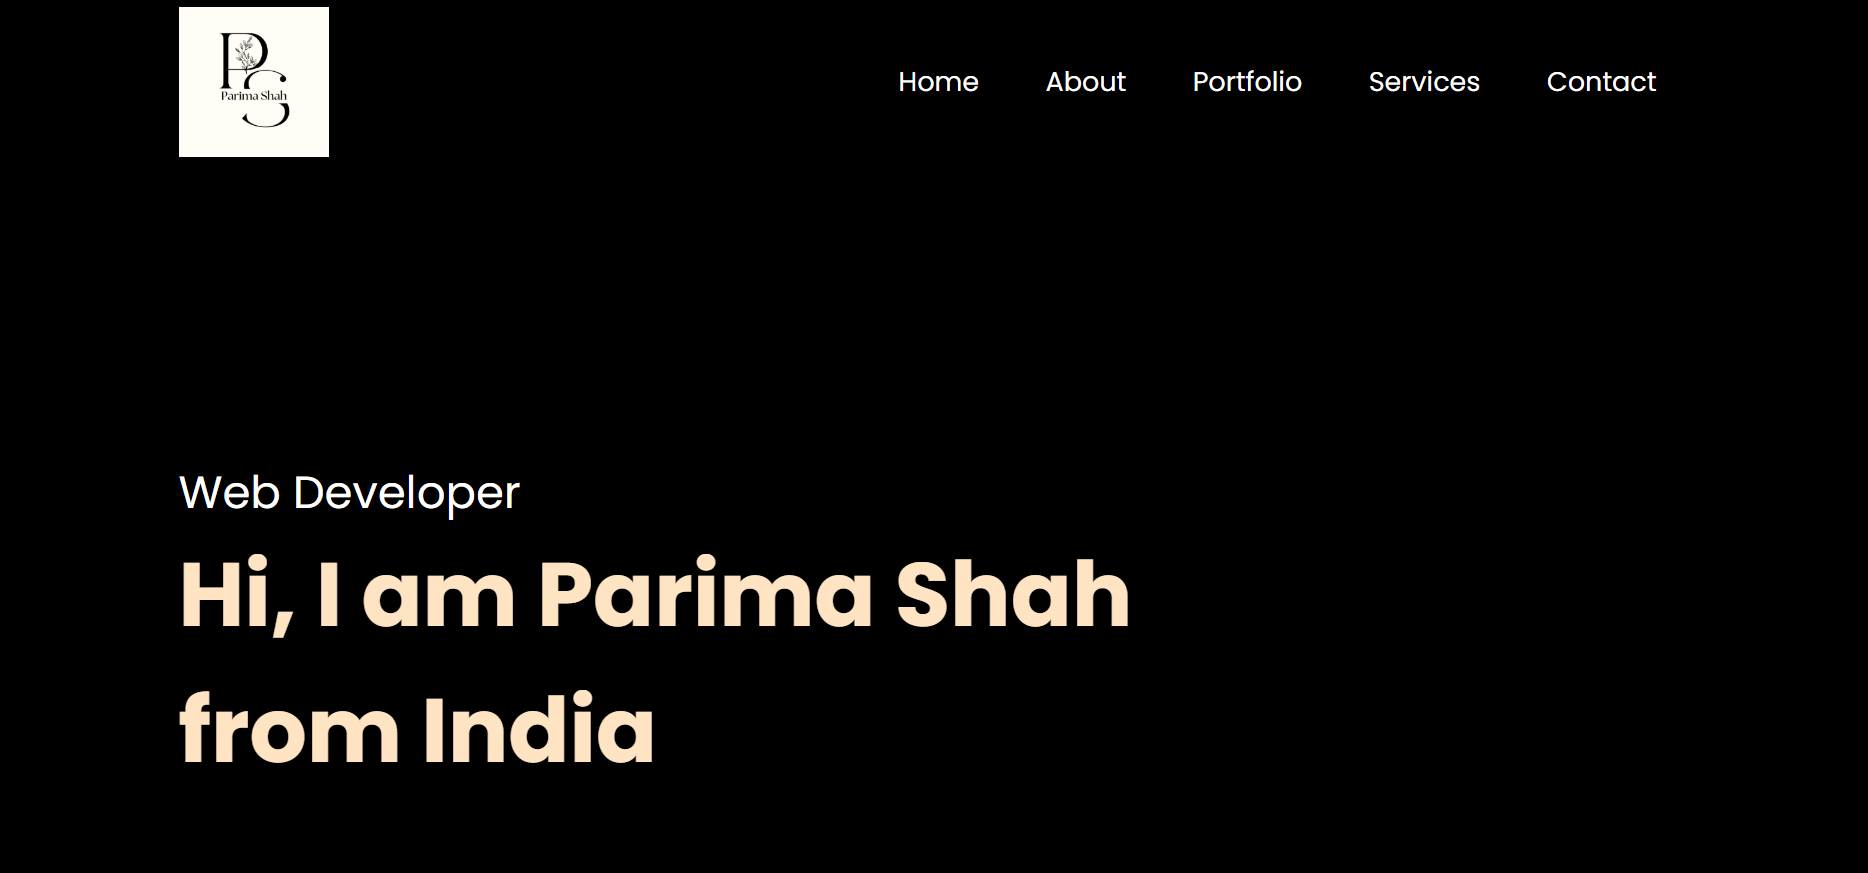 PS
Parima Shah
Home About Portfolio Services Contact
Web Developer
Hi, I am Parima Shah
from India